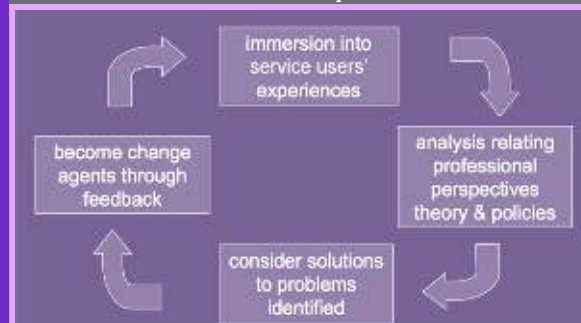 immersion into
service users'
experiences
analysis relating
professional
perspectives
theory & policies
consider solutions
to problems
identified
become change
agents through
feedback